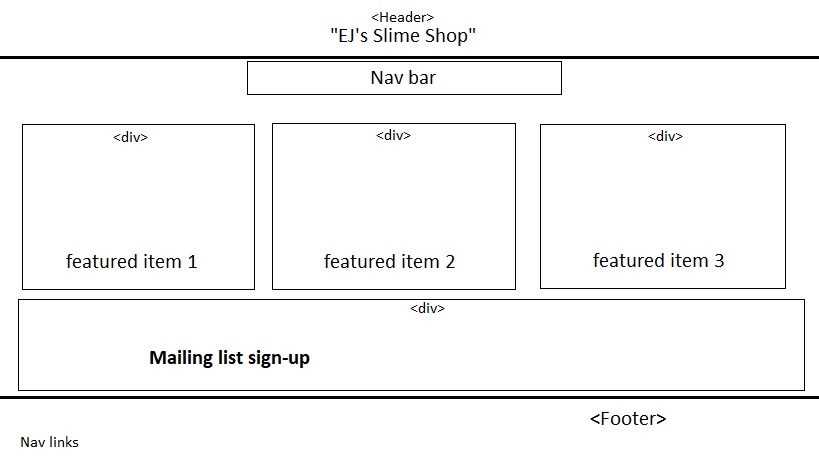 <Header>
"EJ's Slime Shop"
Nav bar
<div>
<div>
<div>
featured item 1
featured item 2
featured item 3
<div>
Mailing list sign-up
<Footer>
Nav links